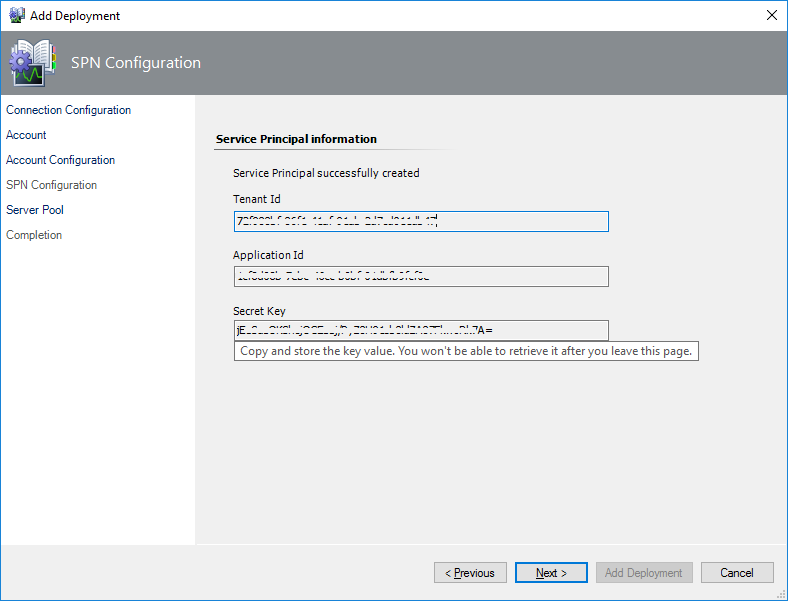 Add Deployment
SPN Configuration
Connection Configuration
Account
Account Configuration
SPN Configuration
Server Pool
Completion
Service Principal information
Service Principal successfully created
Tenant Id
Application Id
Secret Key
Copy and store the key value. You won't be able to retrieve it after you leave this page.
< Previous
Next >
Add Deployment
Cancel